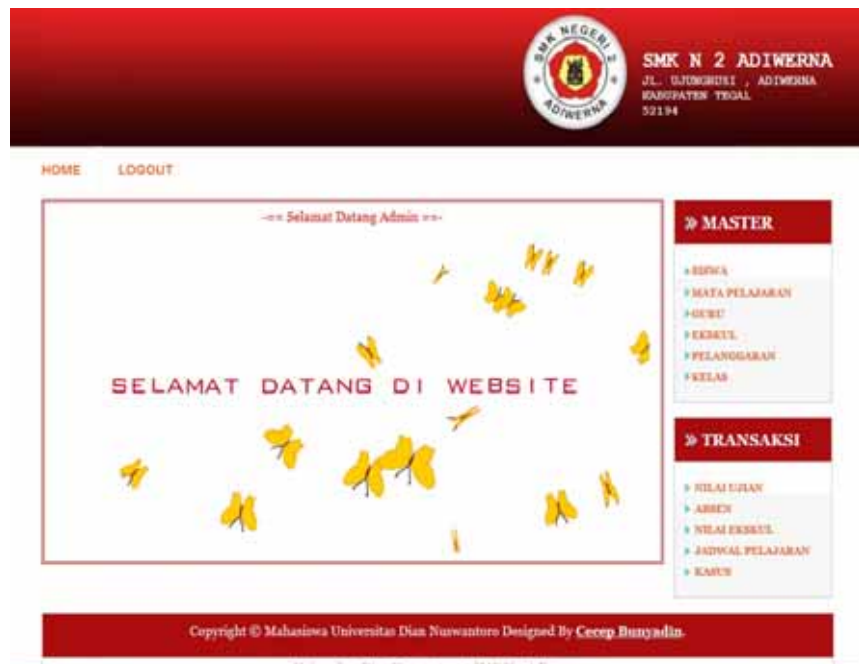 SMK NEGERI 2
ADIWERNA
SMK N 2 ADIWERNA
JL. UJUNGRUSI , ADIWERNA
KABUPATEN TEGAL
52194
HOME LOGOUT
-== Selamat Datang Admin ==-
SELAMAT DATANG DI WEBSITE
» MASTER
SISWA
MATA PELAJARAN
GURU
EKSKUL
PELANGGARAN
KELAS
» TRANSAKSI
NILAI UJIAN
ABSEN
NILAI EKSKUL
JADWAL PELAJARAN
KASUS
Copyright © Mahasiswa Universitas Dian Nuswantoro Designed By Cecep Bunyadin.